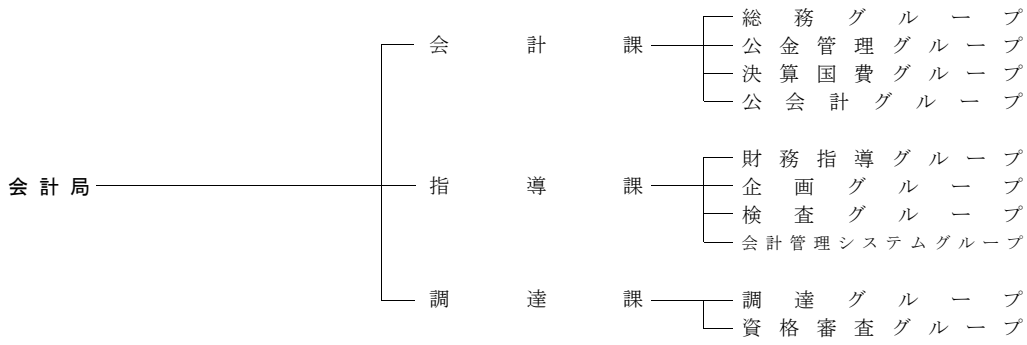 会計局
会計課
総務グループ
公金管理グループ
決算国費グループ
公会計グループ
指導課
財務指導グループ
企画グループ
検査グループ
会計管理システムグループ
調達課
調達グループ
資格審査グループ